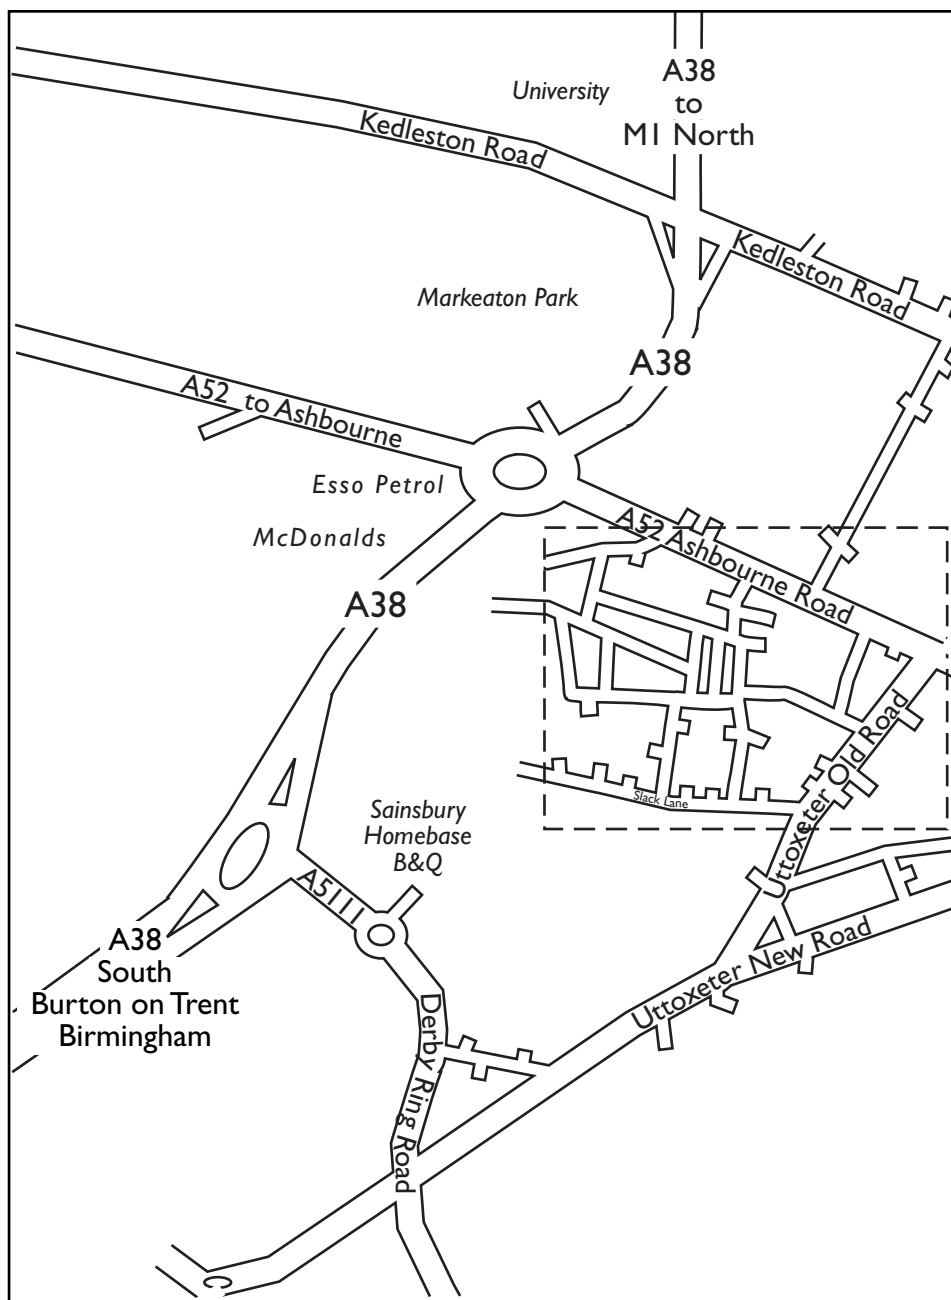 University
A38
to
M1 North
Kedleston Road
Kedleston Road
Markeaton Park
A38
A52 to Ashbourne
Esso Petrol
McDonalds
A52 Ashbourne Road
A38
Uttoxeter Old Road
Slack Lane
Sainsbury
Homebase
B&Q
A5111
A38
South
Burton on Trent
Birmingham
Uttoxeter New Road
Derby Ring Road